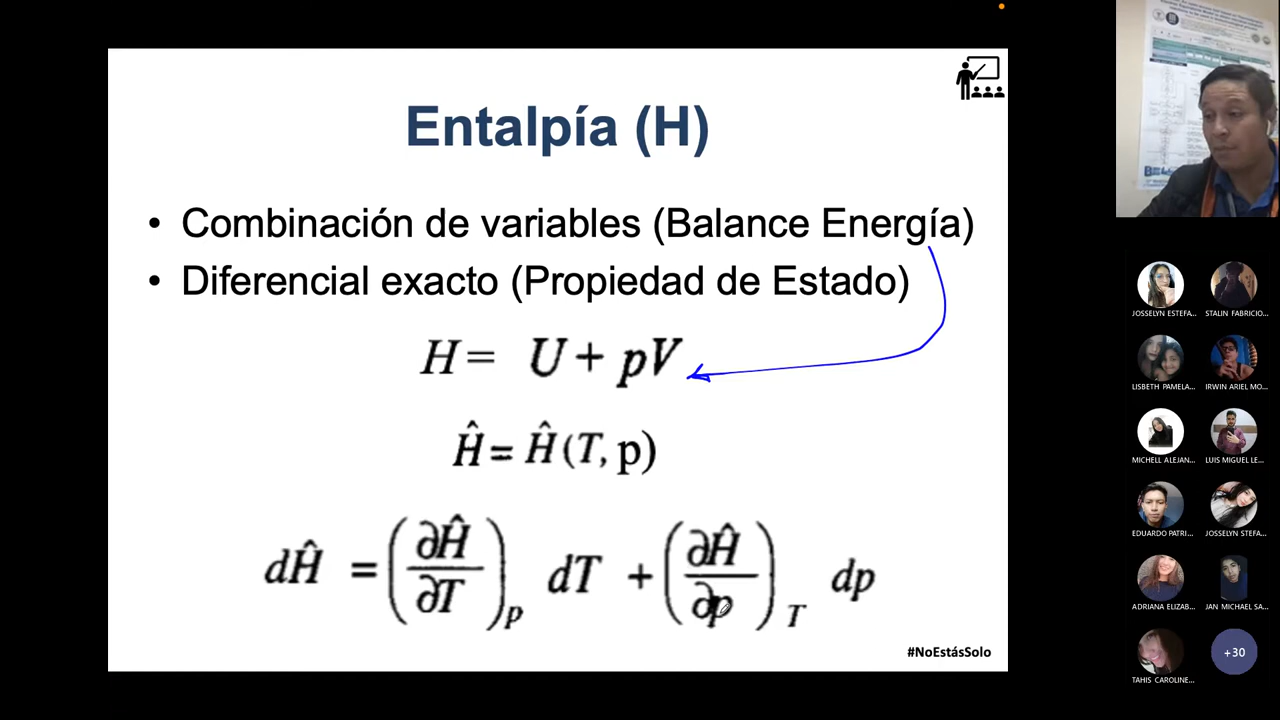 Entalpía (H)
• Combinación de variables (Balance Energía)
• Diferencial exacto (Propiedad de Estado)
H = U + pV
Ĥ = Ĥ (T, p)
dĤ = (∂Ĥ/∂T)p dT + (∂Ĥ/∂p)T dp
#NoEstásSolo
JOSSELYN ESTEFA...
STALIN FABRICIO...
LISBETH PAMELA...
IRWIN ARIEL MO...
MICHELL ALEJAN...
LUIS MIGUEL LE...
EDUARDO PATRI...
JOSSELYN STEFA...
ADRIANA ELIZAB...
JAN MICHAEL SA...
TAHIS CAROLINE...
+30